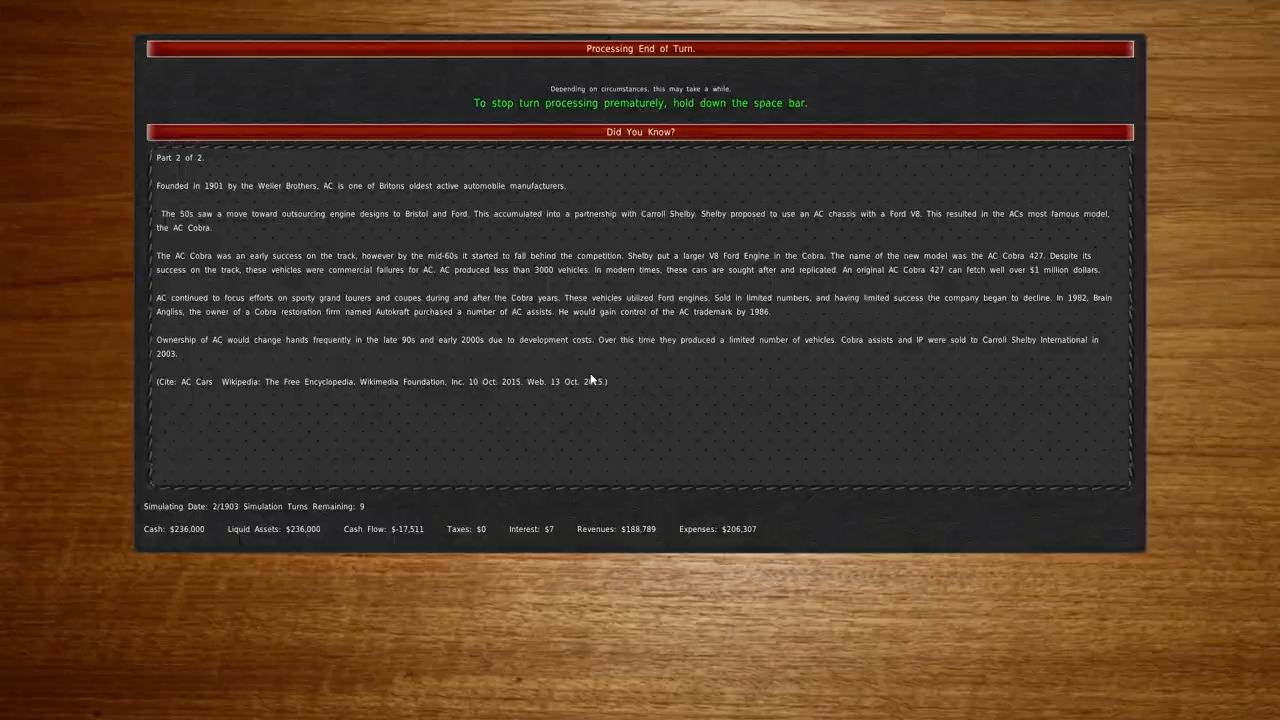 Processing End of Turn.
Depending on circumstances, this may take a while.
To stop turn processing prematurely, hold down the space bar.
Did You Know?
Part 2 of 2.
Founded in 1901 by the Weller Brothers, AC is one of Britons oldest active automobile manufacturers.
The 50s saw a move toward outsourcing engine designs to Bristol and Ford. This accumulated into a partnership with Carroll Shelby. Shelby proposed to use an AC chassis with a Ford V8. This resulted in the ACs most famous model,
the AC Cobra.
The AC Cobra was an early success on the track, however by the mid-60s it started to fall behind the competition. Shelby put a larger V8 Ford Engine in the Cobra. The name of the new model was the AC Cobra 427. Despite its
success on the track, these vehicles were commercial failures for AC. AC produced less than 3000 vehicles. In modern times, these cars are sought after and replicated. An original AC Cobra 427 can fetch well over $1 million dollars.
AC continued to focus efforts on sporty grand tourers and coupes during and after the Cobra years. These vehicles utilized Ford engines. Sold in limited numbers, and having limited success the company began to decline. In 1982, Brain
Angliss, the owner of a Cobra restoration firm named Autokraft purchased a number of AC assists. He would gain control of the AC trademark by 1986.
Ownership of AC would change hands frequently in the late 90s and early 2000s due to development costs. Over this time they produced a limited number of vehicles. Cobra assists and IP were sold to Carroll Shelby International in
2003.
(Cite: AC Cars Wikipedia: The Free Encyclopedia. Wikimedia Foundation, Inc. 10 Oct. 2015. Web. 13 Oct. 2015.)
Simulating Date: 2/1903 Simulation Turns Remaining: 9
Cash: $236,000 Liquid Assets: $236,000 Cash Flow: $-17,511 Taxes: $0 Interest: $7 Revenues: $188,789 Expenses: $206,307